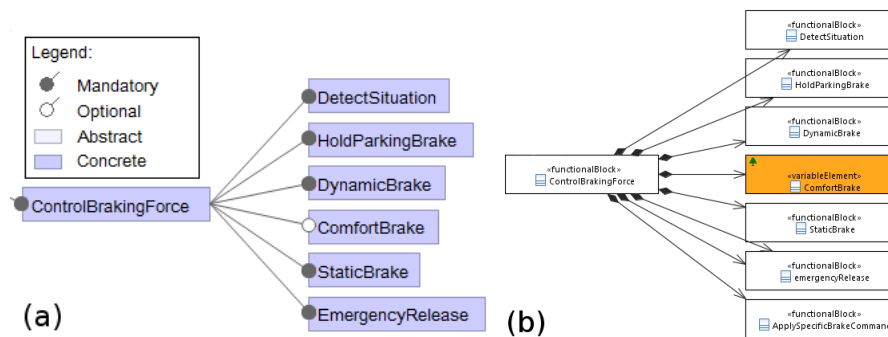 Legend:
Mandatory
Optional
Abstract
Concrete
ControlBrakingForce
DetectSituation
HoldParkingBrake
DynamicBrake
ComfortBrake
StaticBrake
EmergencyRelease
(a)
«functionalBlock»
ControlBrakingForce
«functionalBlock»
DetectSituation
«functionalBlock»
HoldParkingBrake
«functionalBlock»
DynamicBrake
«variableElement»
ComfortBrake
«functionalBlock»
StaticBrake
«functionalBlock»
emergencyRelease
«functionalBlock»
ApplySpecificBrakeCommand
(b)